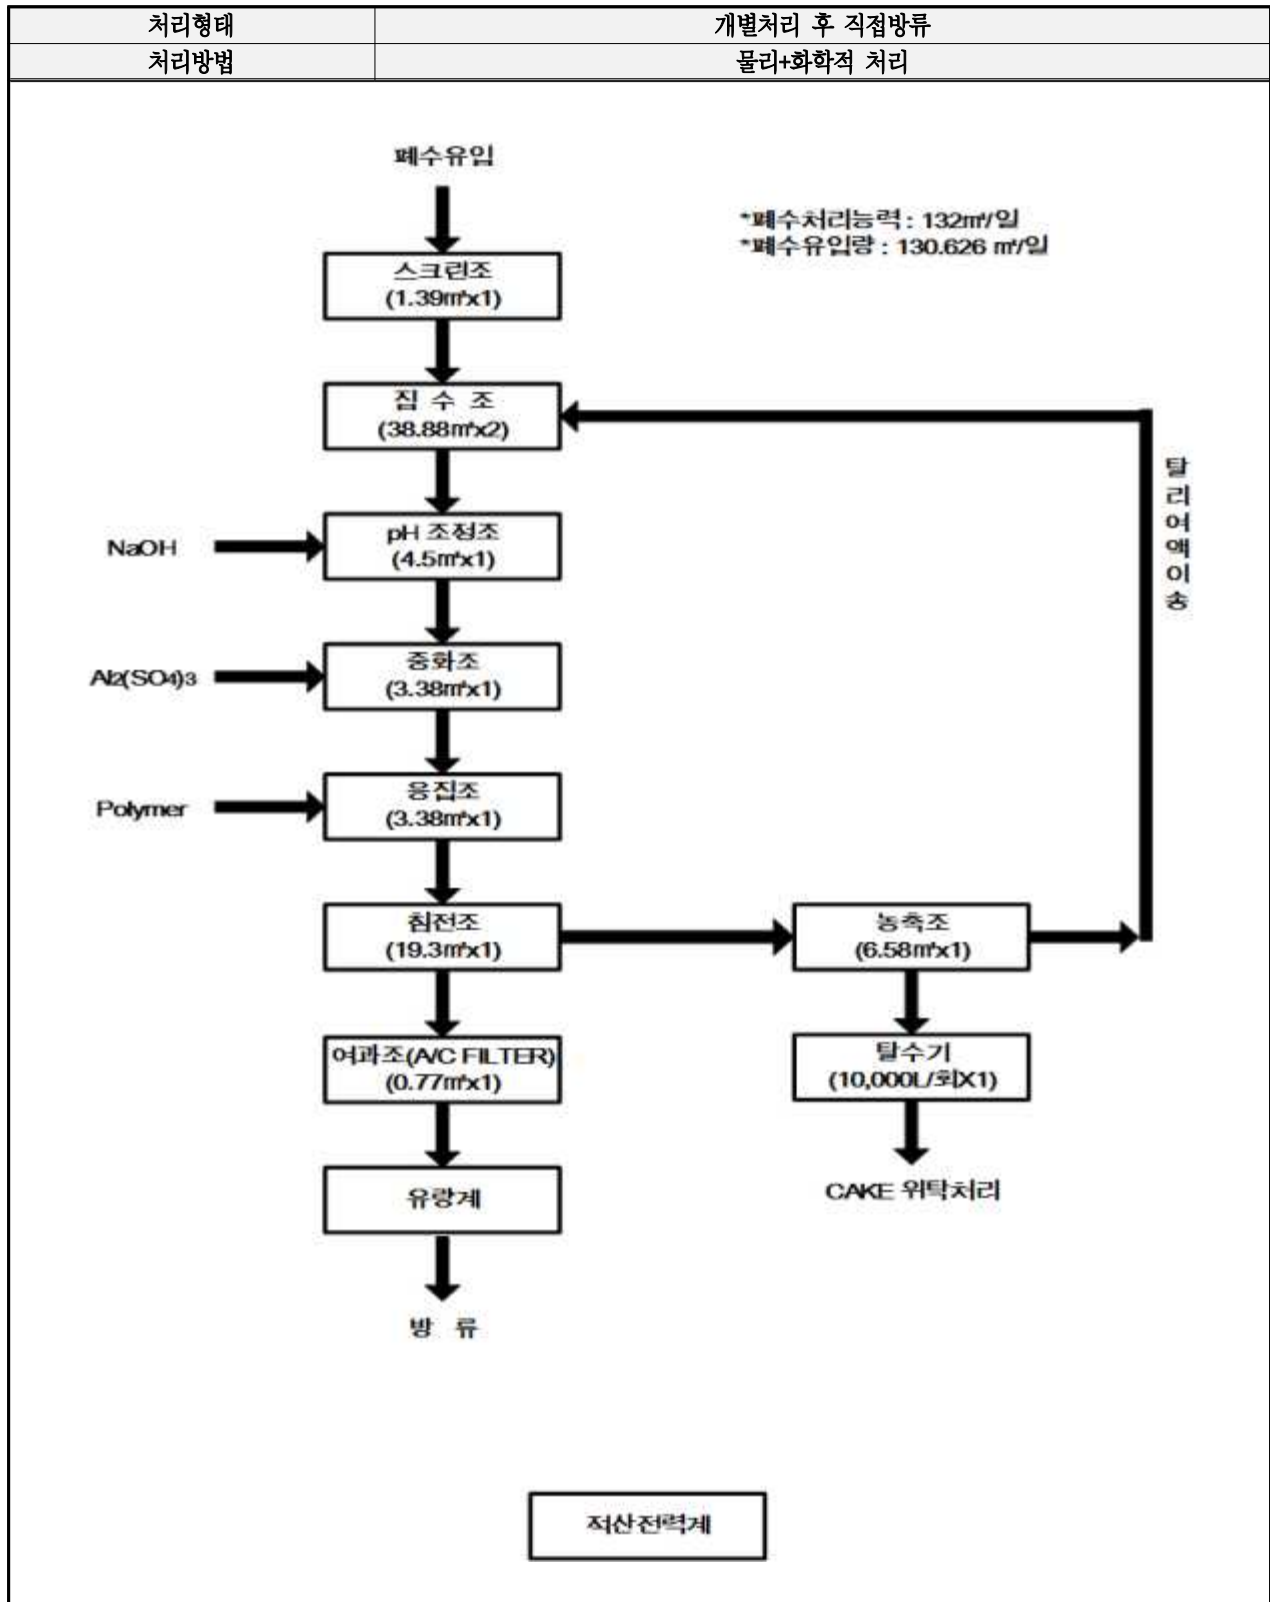 처리형태 개별처리 후 직접방류
처리방법 물리+화학적 처리
폐수유입
*폐수처리능력 : 132㎥/일
*폐수유입량 : 130.626 ㎥/일
스크린조
(1.39㎥x1)
집 수 조
(38.88㎥x2)
탈리여액이송
NaOH
pH 조정조
(4.5㎥x1)
Al2(SO4)3
중화조
(3.38㎥x1)
Polymer
응집조
(3.38㎥x1)
침전조
(19.3㎥x1)
농축조
(6.58㎥x1)
여과조(A/C FILTER)
(0.77㎥x1)
탈수기
(10,000L/회X1)
유량계
CAKE 위탁처리
방 류
적산전력계